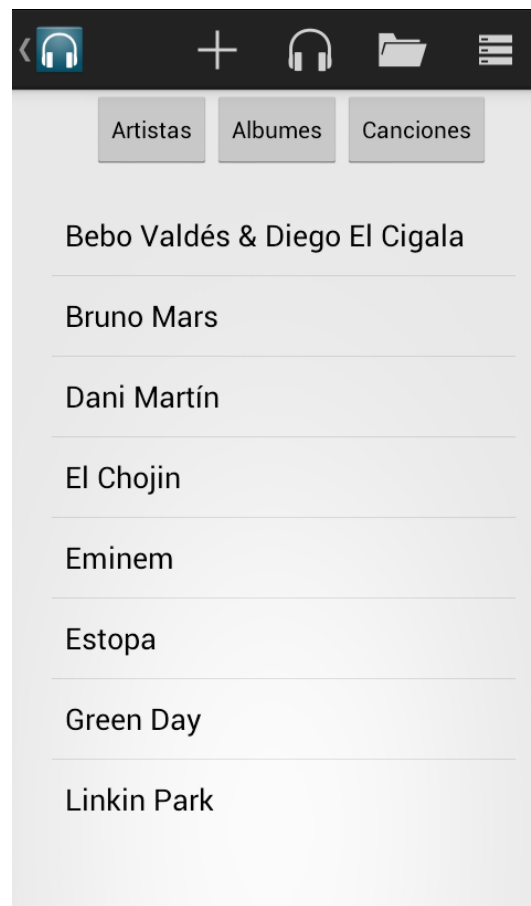 Artistas Albumes Canciones
Bebo Valdés & Diego El Cigala
Bruno Mars
Dani Martín
El Chojin
Eminem
Estopa
Green Day
Linkin Park